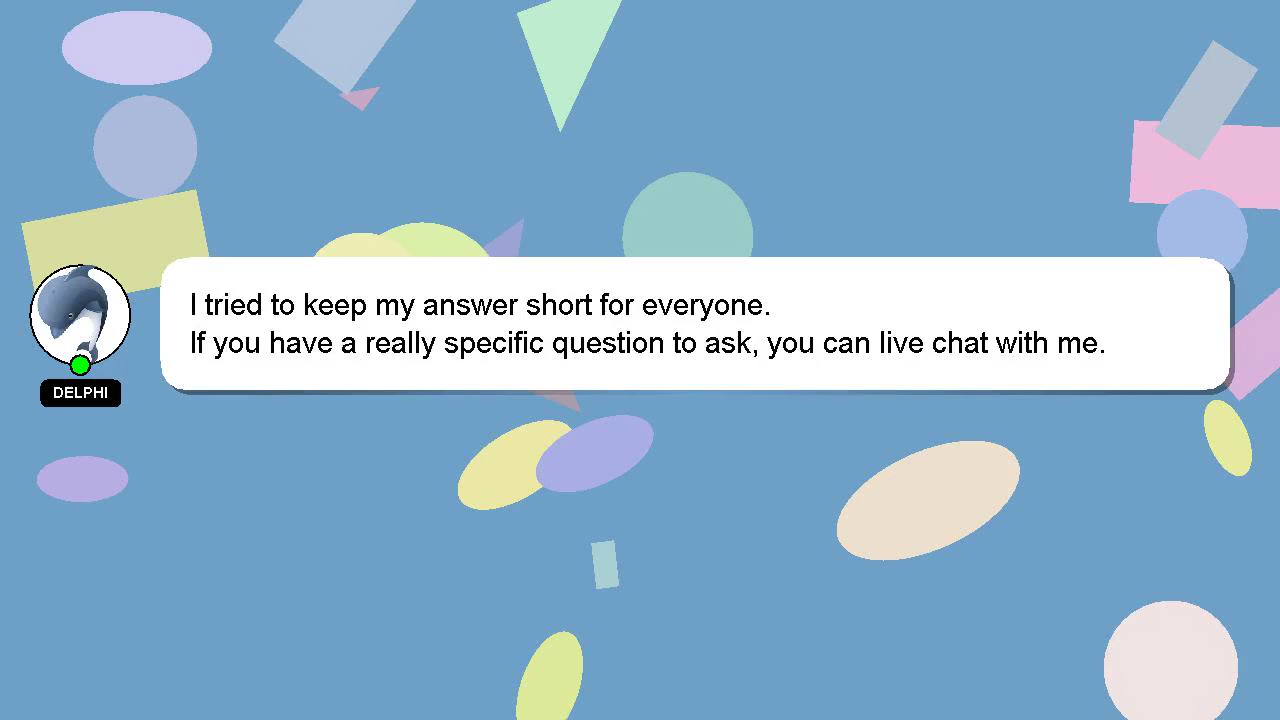 I tried to keep my answer short for everyone.
If you have a really specific question to ask, you can live chat with me.
DELPHI